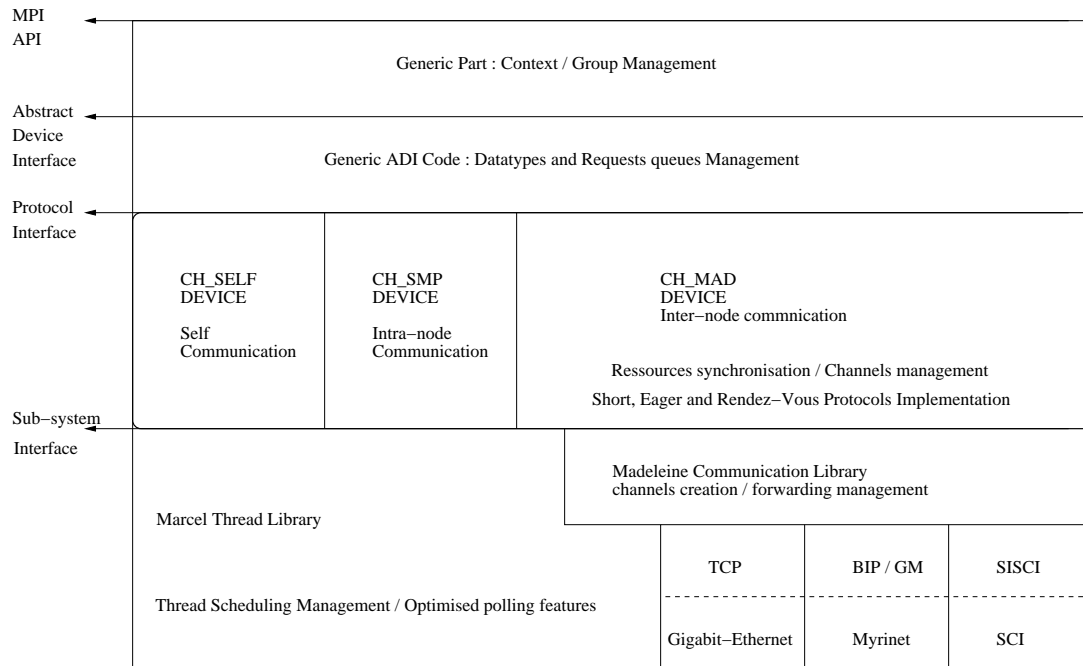 MPI
API
Generic Part : Context / Group Management
Abstract
Device
Interface
Generic ADI Code : Datatypes and Requests queues Management
Protocol
Interface
CH_SELF
DEVICE
Self
Communication
CH_SMP
DEVICE
Intra−node
Communication
CH_MAD
DEVICE
Inter−node commnication
Ressources synchronisation / Channels management
Short, Eager and Rendez−Vous Protocols Implementation
Sub−system
Interface
Madeleine Communication Library
channels creation / forwarding management
Marcel Thread Library
Thread Scheduling Management / Optimised polling features
TCP
BIP / GM
SISCI
Gigabit−Ethernet
Myrinet
SCI